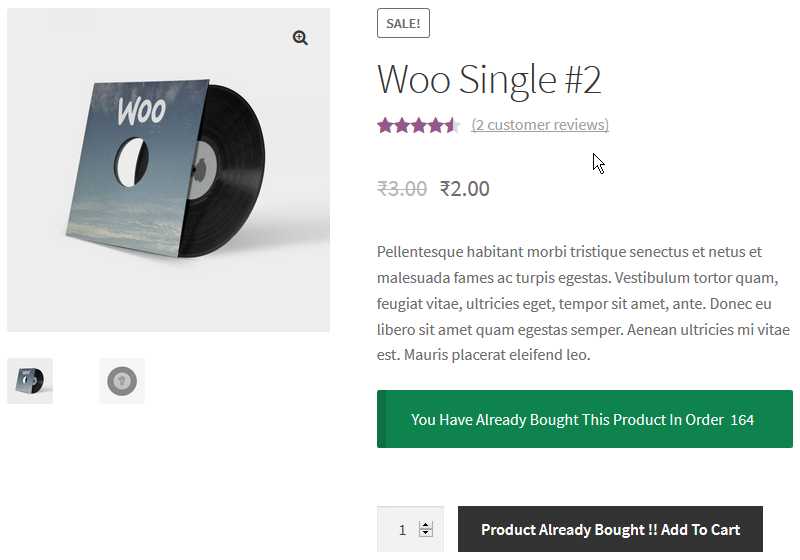 SALE!
Woo
Woo Single #2
(2 customer reviews)
₹3.00 ₹2.00
Pellentesque habitant morbi tristique senectus et netus et
malesuada fames ac turpis egestas. Vestibulum tortor quam,
feugiat vitae, ultricies eget, tempor sit amet, ante. Donec eu
libero sit amet quam egestas semper. Aenean ultricies mi vitae
est. Mauris placerat eleifend leo.
WOO
You Have Already Bought This Product In Order 164
1
Product Already Bought !! Add To Cart